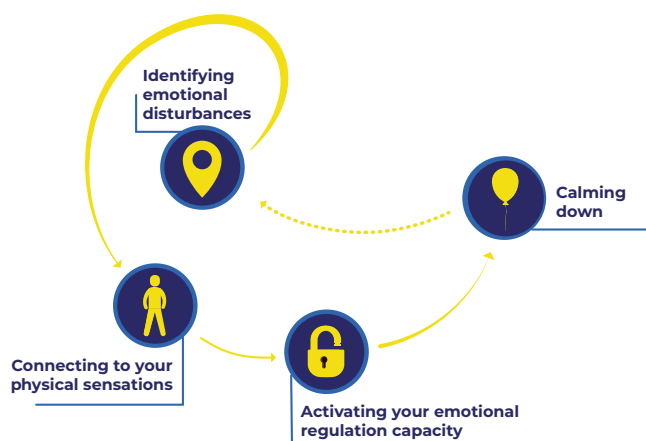 Identifying
emotional
disturbances
Calming
down
Connecting to your
physical sensations
Activating your emotional
regulation capacity